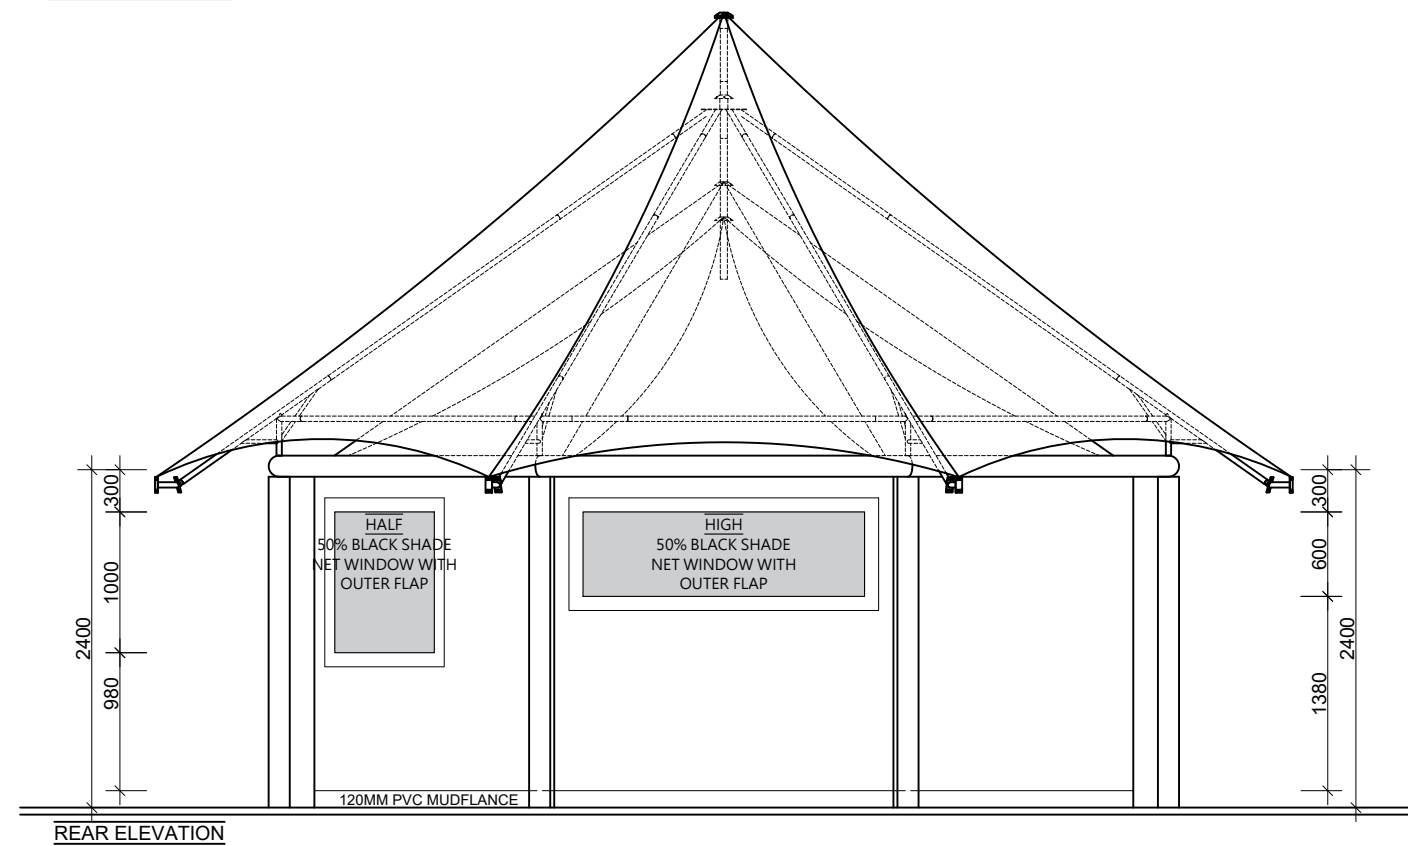 HALF
50% BLACK SHADE
NET WINDOW WITH
OUTER FLAP
HIGH
50% BLACK SHADE
NET WINDOW WITH
OUTER FLAP
300
1000
980
2400
300
600
1380
2400
120MM PVC MUDFLANCE
REAR ELEVATION